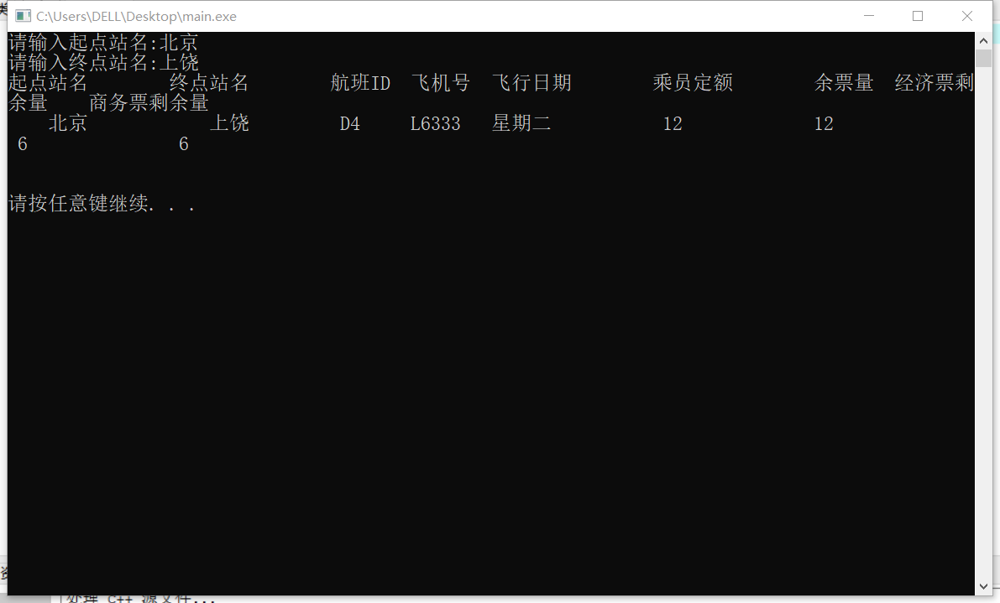 C:\Users\DELL\Desktop\main.exe
请输入起点站名:北京
请输入终点站名:上饶
起点站名 终点站名 航班ID 飞机号 飞行日期 乘员定额 余票量 经济票剩
余量 商务票剩余量
北京 上饶 D4 L6333 星期二 12 12
6 6
请按任意键继续. . .
处理 C++ 源文件...